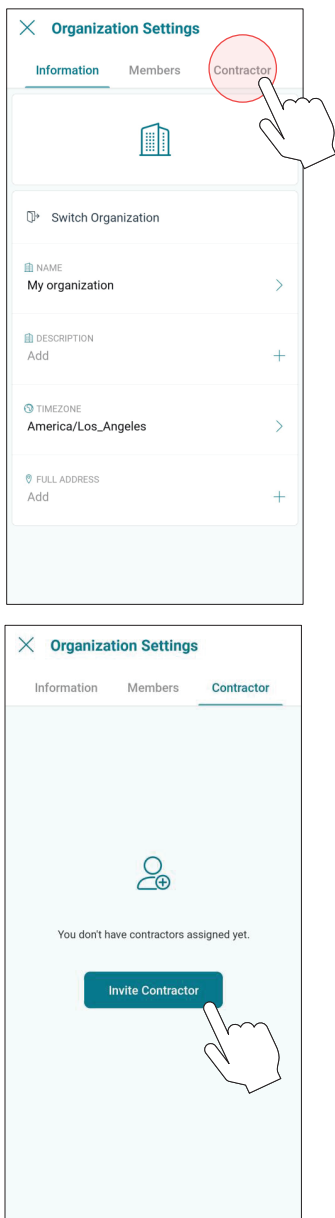 Organization Settings
Information Members Contractor
Switch Organization
NAME
My organization
DESCRIPTION
Add
TIMEZONE
America/Los_Angeles
FULL ADDRESS
Add
Organization Settings
Information Members Contractor
You don't have contractors assigned yet.
Invite Contractor